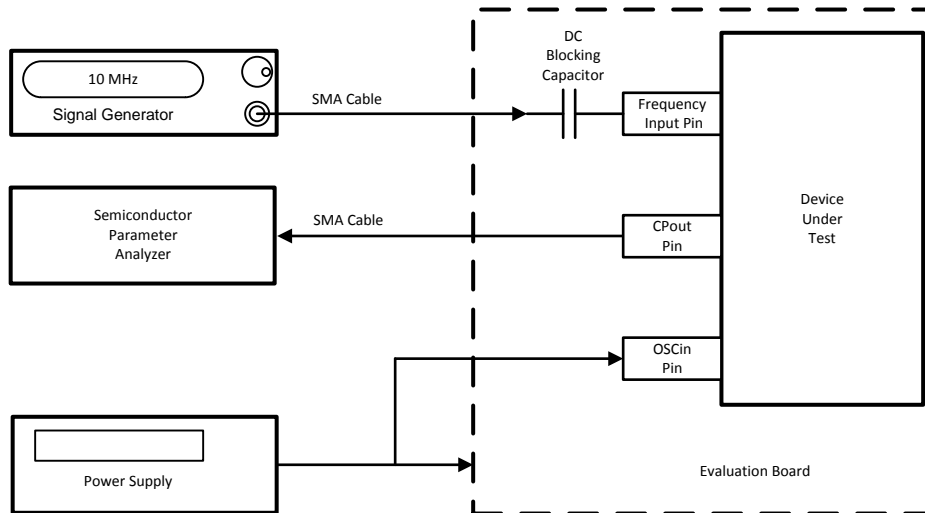 10 MHz
Signal Generator
SMA Cable
DC
Blocking
Capacitor
Frequency
Input Pin
Semiconductor
Parameter
Analyzer
SMA Cable
CPout
Pin
Device
Under
Test
OSCin
Pin
Power Supply
Evaluation Board